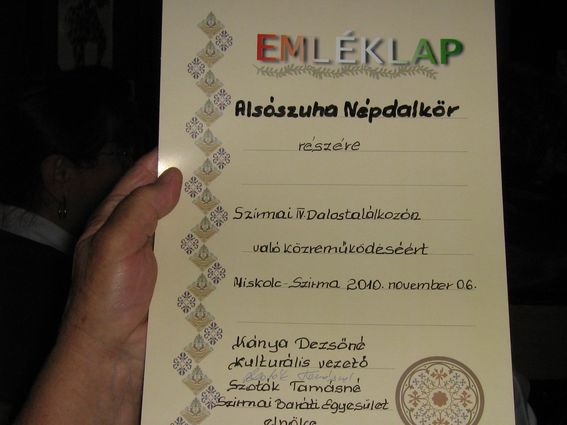 EMLÉKLAP
Alsószuha Népdalkör
részére
Szirmai IV. Dalostalálkozón
való közreműködéséért
Miskolc-Szirma 2010. november 06.
Kánya Dezsőné
Kulturális vezető
Szoták Tamásné
Szirmai Baráti Egyesület
elnöke